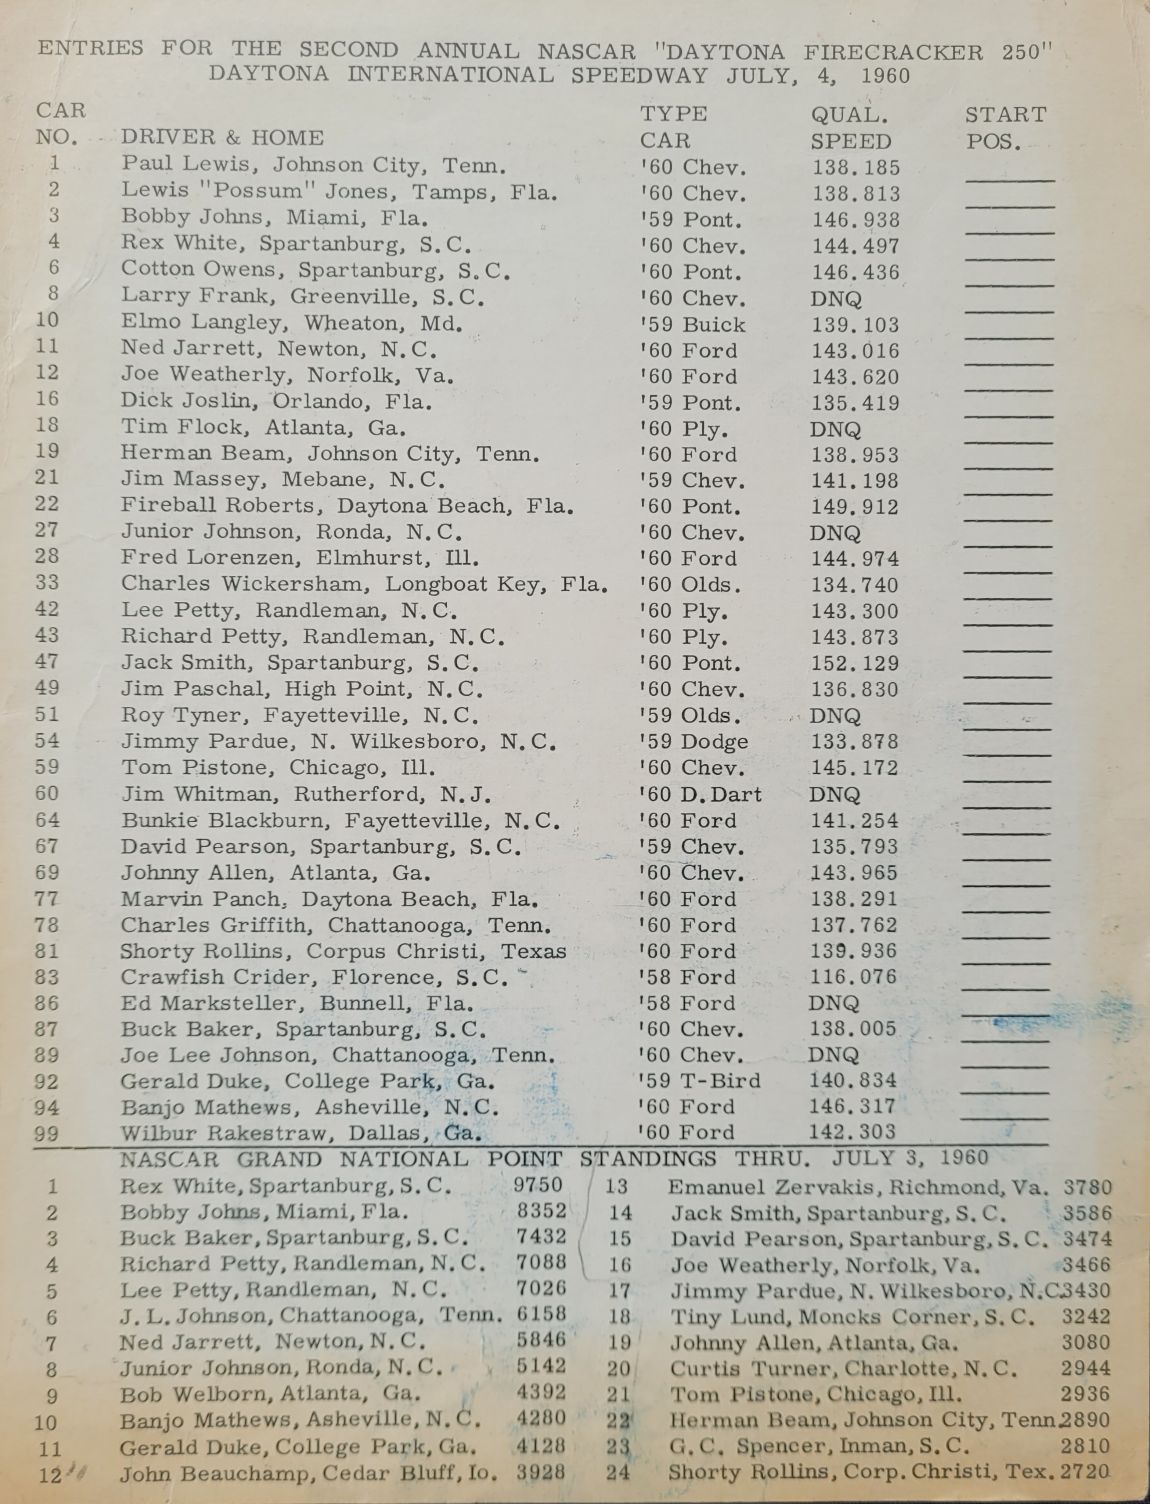 ENTRIES FOR THE SECOND ANNUAL NASCAR "DAYTONA FIRECRACKER 250"
DAYTONA INTERNATIONAL SPEEDWAY JULY, 4, 1960
CAR TYPE QUAL. START
NO. DRIVER & HOME CAR SPEED POS.
1 Paul Lewis, Johnson City, Tenn. '60 Chev. 138.185
2 Lewis "Possum" Jones, Tamps, Fla. '60 Chev. 138.813
3 Bobby Johns, Miami, Fla. '59 Pont. 146.938
4 Rex White, Spartanburg, S.C. '60 Chev. 144.497
6 Cotton Owens, Spartanburg, S.C. '60 Pont. 146.436
8 Larry Frank, Greenville, S.C. '60 Chev. DNQ
10 Elmo Langley, Wheaton, Md. '59 Buick 139.103
11 Ned Jarrett, Newton, N.C. '60 Ford 143.016
12 Joe Weatherly, Norfolk, Va. '60 Ford 143.620
16 Dick Joslin, Orlando, Fla. '59 Pont. 135.419
18 Tim Flock, Atlanta, Ga. '60 Ply. DNQ
19 Herman Beam, Johnson City, Tenn. '60 Ford 138.953
21 Jim Massey, Mebane, N.C. '59 Chev. 141.198
22 Fireball Roberts, Daytona Beach, Fla. '60 Pont. 149.912
27 Junior Johnson, Ronda, N.C. '60 Chev. DNQ
28 Fred Lorenzen, Elmhurst, Ill. '60 Ford 144.974
33 Charles Wickersham, Longboat Key, Fla. '60 Olds. 134.740
42 Lee Petty, Randleman, N.C. '60 Ply. 143.300
43 Richard Petty, Randleman, N.C. '60 Ply. 143.873
47 Jack Smith, Spartanburg, S.C. '60 Pont. 152.129
49 Jim Paschal, High Point, N.C. '60 Chev. 136.830
51 Roy Tyner, Fayetteville, N.C. '59 Olds. DNQ
54 Jimmy Pardue, N. Wilkesboro, N.C. '59 Dodge 133.878
59 Tom Pistone, Chicago, Ill. '60 Chev. 145.172
60 Jim Whitman, Rutherford, N.J. '60 D.Dart DNQ
64 Bunkie Blackburn, Fayetteville, N.C. '60 Ford 141.254
67 David Pearson, Spartanburg, S.C. '59 Chev. 135.793
69 Johnny Allen, Atlanta, Ga. '60 Chev. 143.965
77 Marvin Panch, Daytona Beach, Fla. '60 Ford 138.291
78 Charles Griffith, Chattanooga, Tenn. '60 Ford 137.762
81 Shorty Rollins, Corpus Christi, Texas '60 Ford 139.936
83 Crawfish Crider, Florence, S.C. '58 Ford 116.076
86 Ed Marksteller, Bunnell, Fla. '58 Ford DNQ
87 Buck Baker, Spartanburg, S.C. '60 Chev. 138.005
89 Joe Lee Johnson, Chattanooga, Tenn. '60 Chev. DNQ
92 Gerald Duke, College Park, Ga. '59 T-Bird 140.834
94 Banjo Mathews, Asheville, N.C. '60 Ford 146.317
99 Wilbur Rakestraw, Dallas, Ga. '60 Ford 142.303
NASCAR GRAND NATIONAL POINT STANDINGS THRU. JULY 3, 1960
1 Rex White, Spartanburg, S.C. 9750 13 Emanuel Zervakis, Richmond, Va. 3780
2 Bobby Johns, Miami, Fla. 8352 14 Jack Smith, Spartanburg, S.C. 3586
3 Buck Baker, Spartanburg, S.C. 7432 15 David Pearson, Spartanburg, S.C. 3474
4 Richard Petty, Randleman, N.C. 7088 16 Joe Weatherly, Norfolk, Va. 3466
5 Lee Petty, Randleman, N.C. 7026 17 Jimmy Pardue, N. Wilkesboro, N.C. 3430
6 J.L. Johnson, Chattanooga, Tenn. 6158 18 Tiny Lund, Moncks Corner, S.C. 3242
7 Ned Jarrett, Newton, N.C. 5846 19 Johnny Allen, Atlanta, Ga. 3080
8 Junior Johnson, Ronda, N.C. 5142 20 Curtis Turner, Charlotte, N.C. 2944
9 Bob Welborn, Atlanta, Ga. 4392 21 Tom Pistone, Chicago, Ill. 2936
10 Banjo Mathews, Asheville, N.C. 4280 22 Herman Beam, Johnson City, Tenn. 2890
11 Gerald Duke, College Park, Ga. 4128 23 G.C. Spencer, Inman, S.C. 2810
12 John Beauchamp, Cedar Bluff, Io. 3928 24 Shorty Rollins, Corp. Christi, Tex. 2720